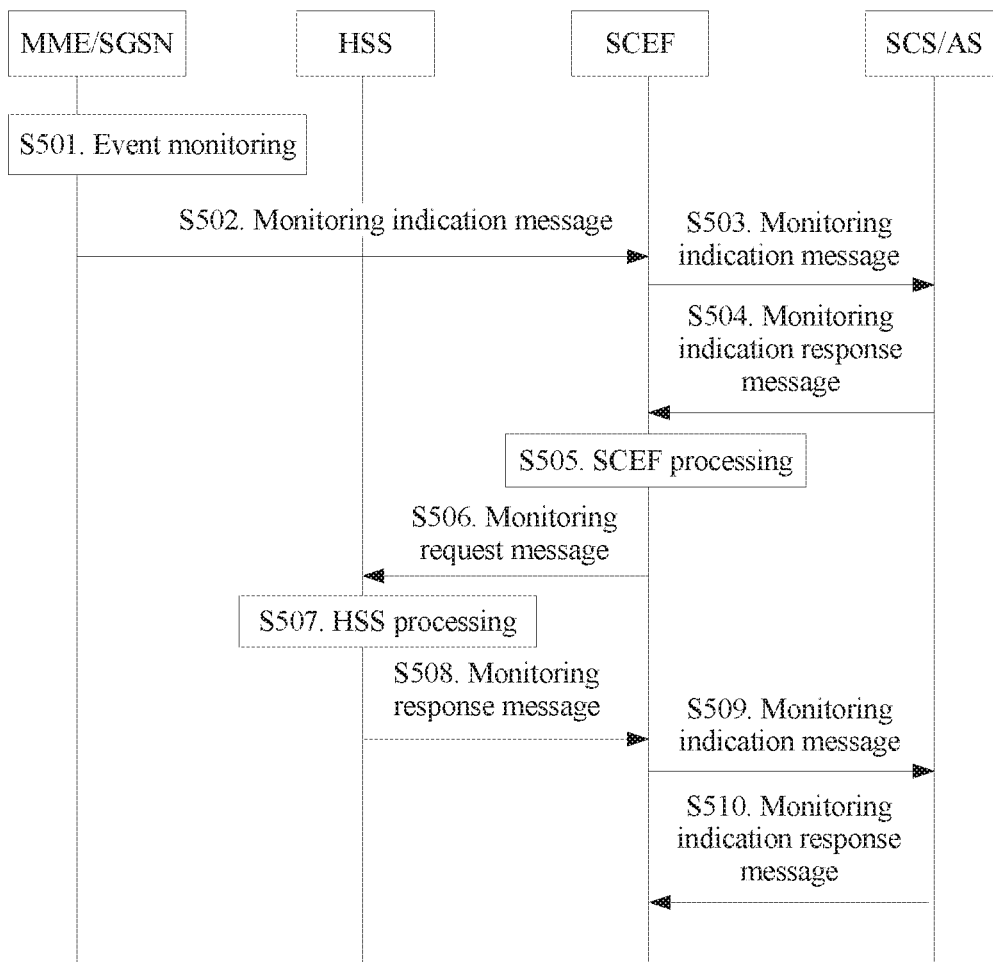 MME/SGSN
HSS
SCEF
SCS/AS
S501. Event monitoring
S502. Monitoring indication message
S503. Monitoring
indication message
S504. Monitoring
indication response
message
S505. SCEF processing
S506. Monitoring
request message
S507. HSS processing
S508. Monitoring
response message
S509. Monitoring
indication message
S510. Monitoring
indication response
message